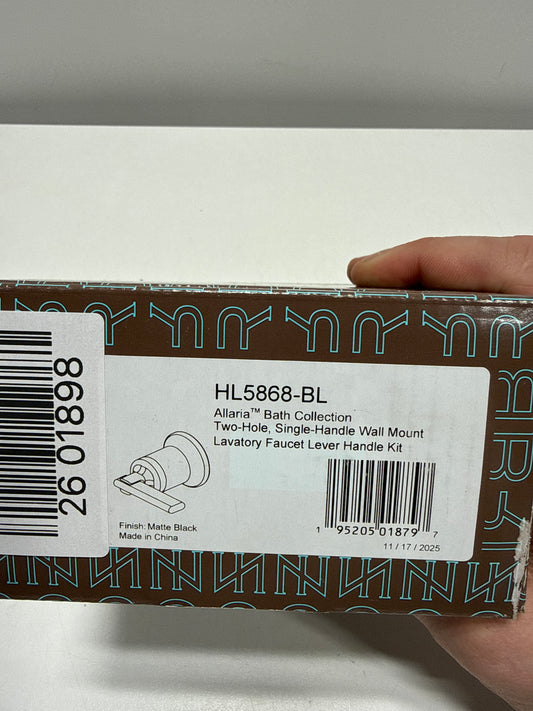 26 01898
HL5868-BL
Allaria™ Bath Collection
Two-Hole, Single-Handle Wall Mount
Lavatory Faucet Lever Handle Kit
Finish: Matte Black
Made in China
1 95205 01879 7
11 / 17 / 2025